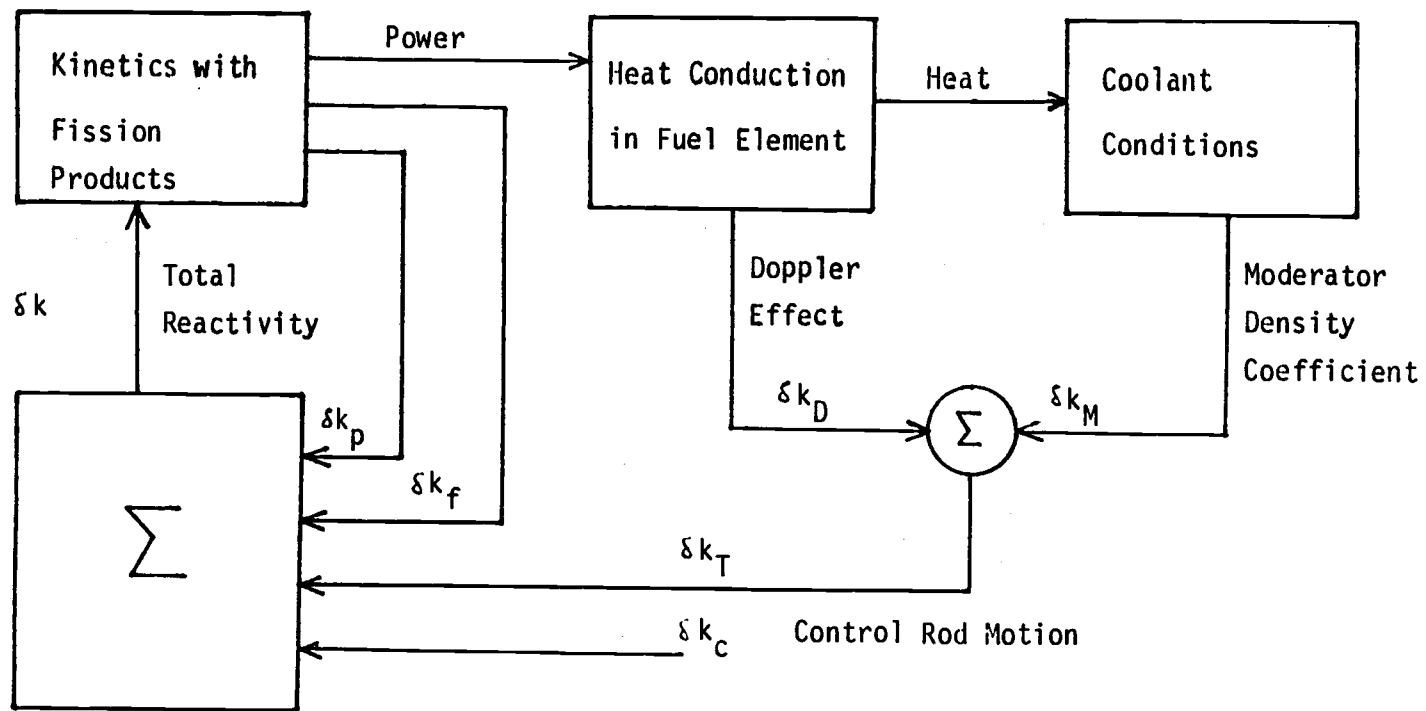 Kinetics with
Fission
Products
Power
Heat Conduction
in Fuel Element
Heat
Coolant
Conditions
δk
Total
Reactivity
Doppler
Effect
Moderator
Density
Coefficient
δk_p
δk_f
δk_D
Σ
δk_M
Σ
δk_T
δk_c
Control Rod Motion